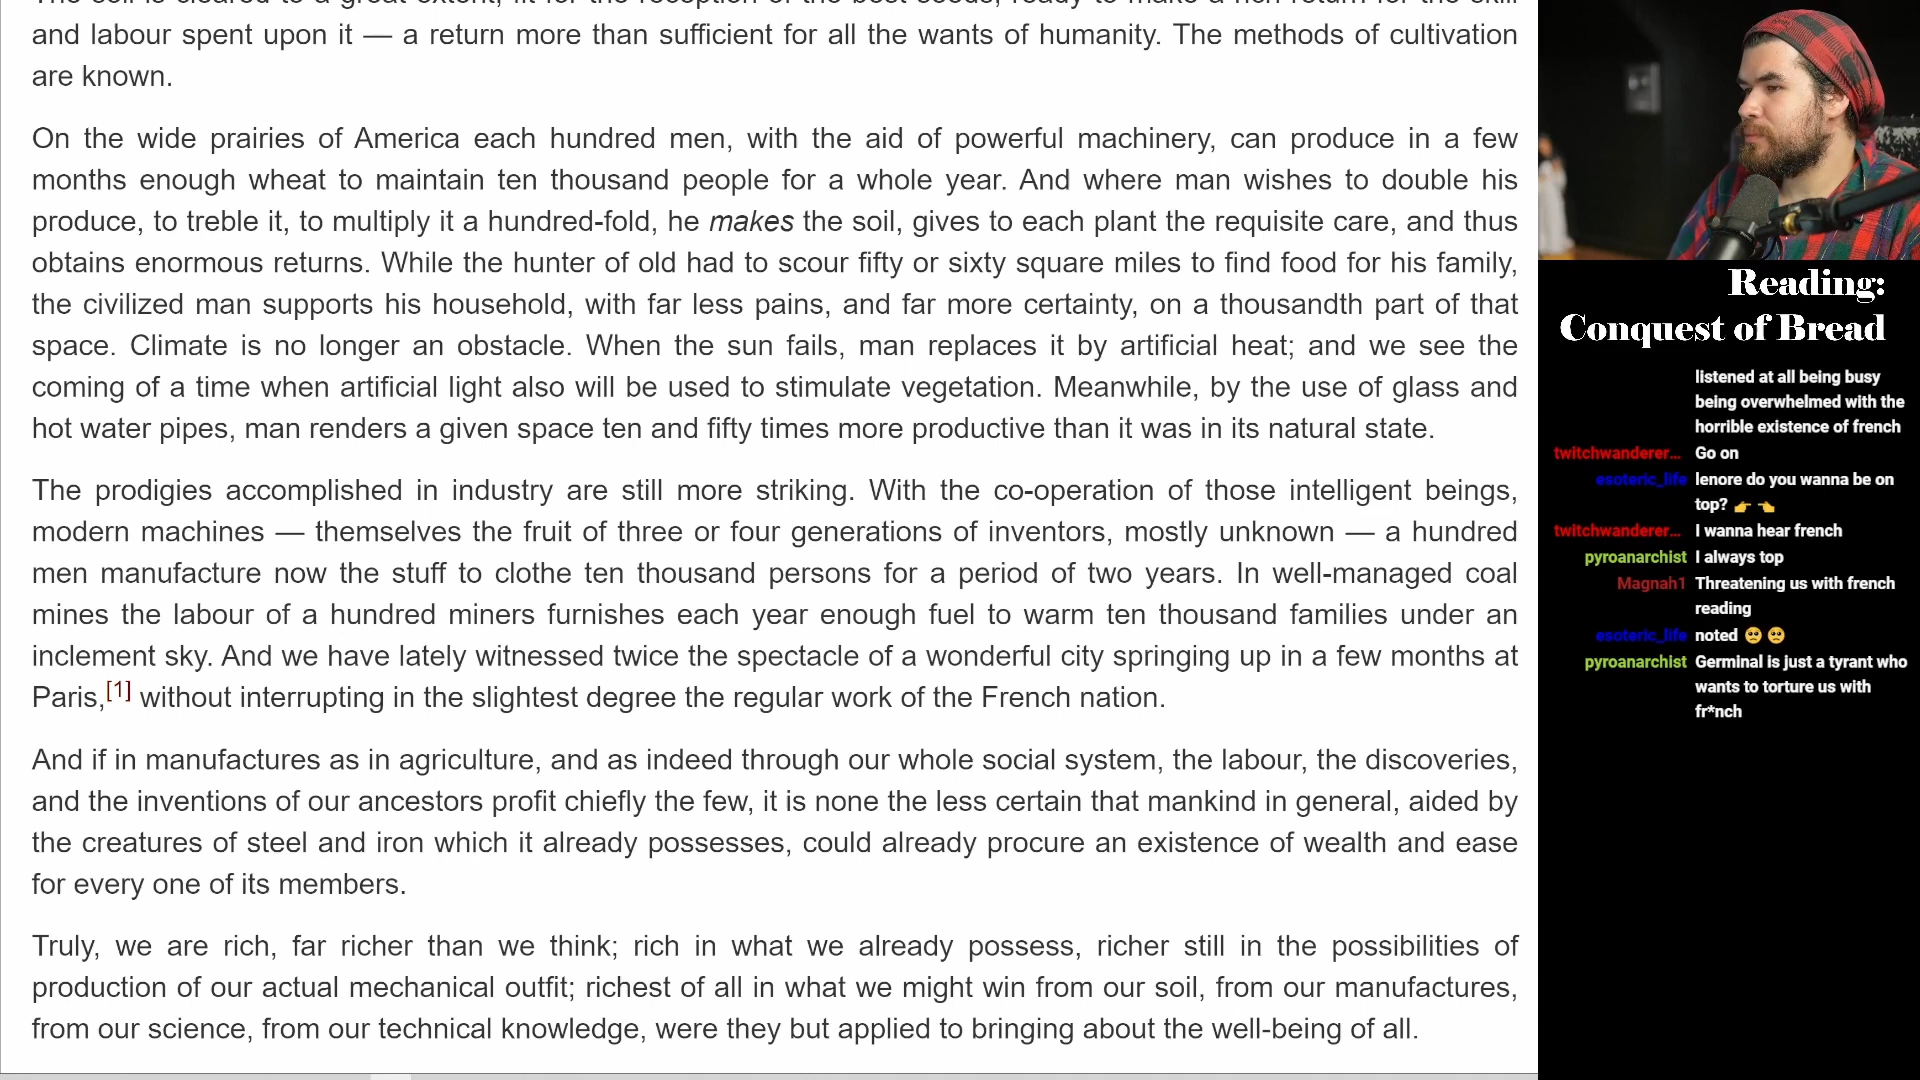 The soil is cleared to a great extent, fit for the reception of the best seeds, ready to make a rich return for the skill
and labour spent upon it — a return more than sufficient for all the wants of humanity. The methods of cultivation
are known.
On the wide prairies of America each hundred men, with the aid of powerful machinery, can produce in a few
months enough wheat to maintain ten thousand people for a whole year. And where man wishes to double his
produce, to treble it, to multiply it a hundred-fold, he makes the soil, gives to each plant the requisite care, and thus
obtains enormous returns. While the hunter of old had to scour fifty or sixty square miles to find food for his family,
the civilized man supports his household, with far less pains, and far more certainty, on a thousandth part of that
space. Climate is no longer an obstacle. When the sun fails, man replaces it by artificial heat; and we see the
coming of a time when artificial light also will be used to stimulate vegetation. Meanwhile, by the use of glass and
hot water pipes, man renders a given space ten and fifty times more productive than it was in its natural state.
The prodigies accomplished in industry are still more striking. With the co-operation of those intelligent beings,
modern machines — themselves the fruit of three or four generations of inventors, mostly unknown — a hundred
men manufacture now the stuff to clothe ten thousand persons for a period of two years. In well-managed coal
mines the labour of a hundred miners furnishes each year enough fuel to warm ten thousand families under an
inclement sky. And we have lately witnessed twice the spectacle of a wonderful city springing up in a few months at
Paris,[1] without interrupting in the slightest degree the regular work of the French nation.
And if in manufactures as in agriculture, and as indeed through our whole social system, the labour, the discoveries,
and the inventions of our ancestors profit chiefly the few, it is none the less certain that mankind in general, aided by
the creatures of steel and iron which it already possesses, could already procure an existence of wealth and ease
for every one of its members.
Truly, we are rich, far richer than we think; rich in what we already possess, richer still in the possibilities of
production of our actual mechanical outfit; richest of all in what we might win from our soil, from our manufactures,
from our science, from our technical knowledge, were they but applied to bringing about the well-being of all.
Reading:
Conquest of Bread
listened at all being busy
being overwhelmed with the
horrible existence of french
twitchwanderer... Go on
esoteric_life lenore do you wanna be on
top? 👉 👈
twitchwanderer... I wanna hear french
pyroanarchist I always top
Magnah1 Threatening us with french
reading
esoteric_life noted 🥺 🥺
pyroanarchist Germinal is just a tyrant who
wants to torture us with
fr*nch